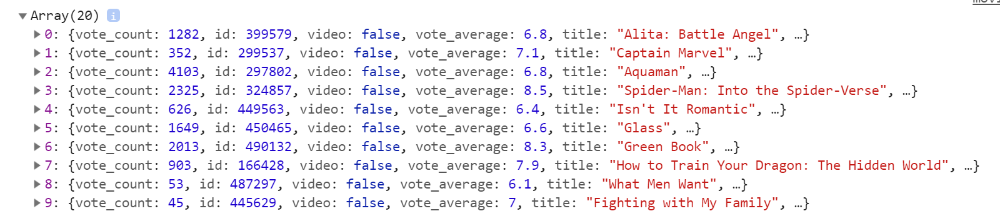 Array(20) i
0: {vote_count: 1282, id: 399579, video: false, vote_average: 6.8, title: "Alita: Battle Angel", …}
1: {vote_count: 352, id: 299537, video: false, vote_average: 7.1, title: "Captain Marvel", …}
2: {vote_count: 4103, id: 297802, video: false, vote_average: 6.8, title: "Aquaman", …}
3: {vote_count: 2325, id: 324857, video: false, vote_average: 8.5, title: "Spider-Man: Into the Spider-Verse", …}
4: {vote_count: 626, id: 449563, video: false, vote_average: 6.4, title: "Isn't It Romantic", …}
5: {vote_count: 1649, id: 450465, video: false, vote_average: 6.6, title: "Glass", …}
6: {vote_count: 2013, id: 490132, video: false, vote_average: 8.3, title: "Green Book", …}
7: {vote_count: 903, id: 166428, video: false, vote_average: 7.9, title: "How to Train Your Dragon: The Hidden World", …}
8: {vote_count: 53, id: 487297, video: false, vote_average: 6.1, title: "What Men Want", …}
9: {vote_count: 45, id: 445629, video: false, vote_average: 7, title: "Fighting with My Family", …}